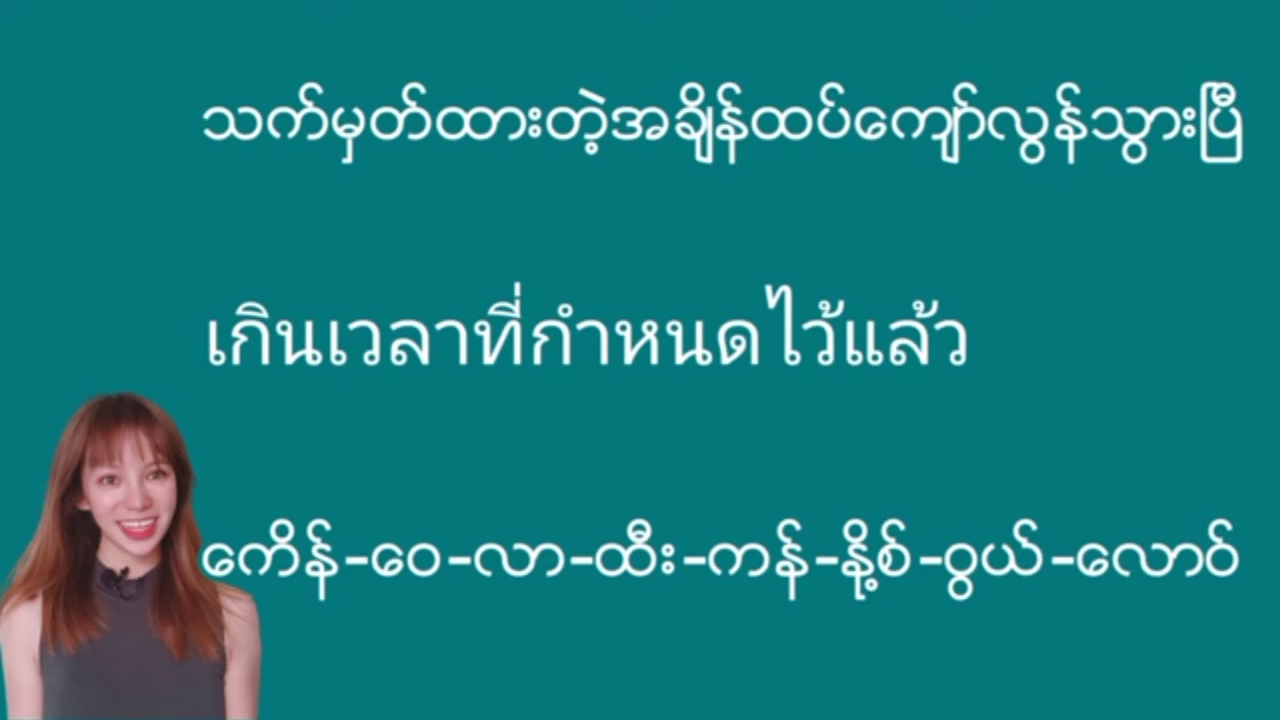 သက်မှတ်ထားတဲ့အချိန်ထပ်ကျော်လွန်သွားပြီ
เกินเวลาที่กำหนดไว้แล้ว
ကေိန်-ဝေ-လာ-ထီး-ကန်-နို့စ်-ဝွယ်-လောဝ်